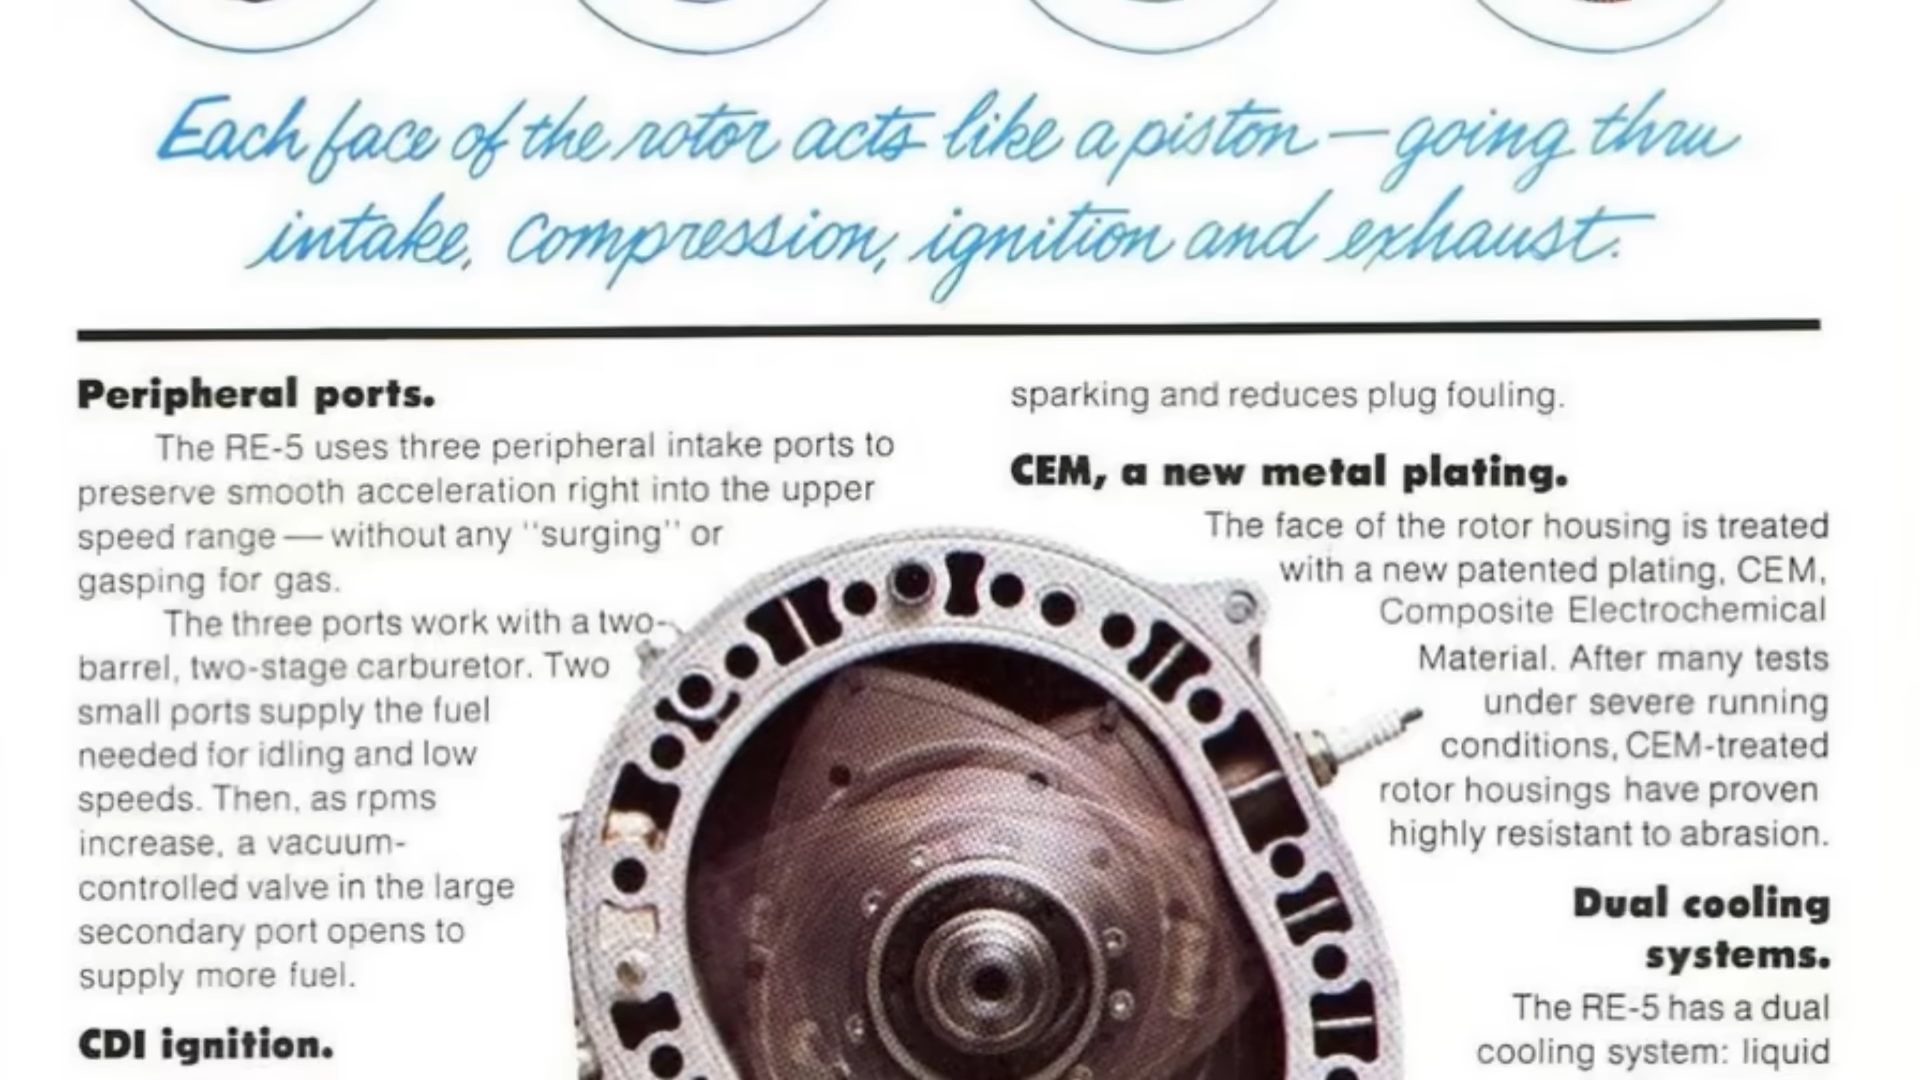 Each face of the rotor acts like a piston — going thru
intake, compression, ignition and exhaust.
Peripheral ports.
The RE-5 uses three peripheral intake ports to
preserve smooth acceleration right into the upper
speed range — without any "surging" or
gasping for gas.
The three ports work with a two-
barrel, two-stage carburetor. Two
small ports supply the fuel
needed for idling and low
speeds. Then, as rpms
increase, a vacuum-
controlled valve in the large
secondary port opens to
supply more fuel.
CDI ignition.
sparking and reduces plug fouling.
CEM, a new metal plating.
The face of the rotor housing is treated
with a new patented plating, CEM,
Composite Electrochemical
Material. After many tests
under severe running
conditions, CEM-treated
rotor housings have proven
highly resistant to abrasion.
Dual cooling
systems.
The RE-5 has a dual
cooling system: liquid